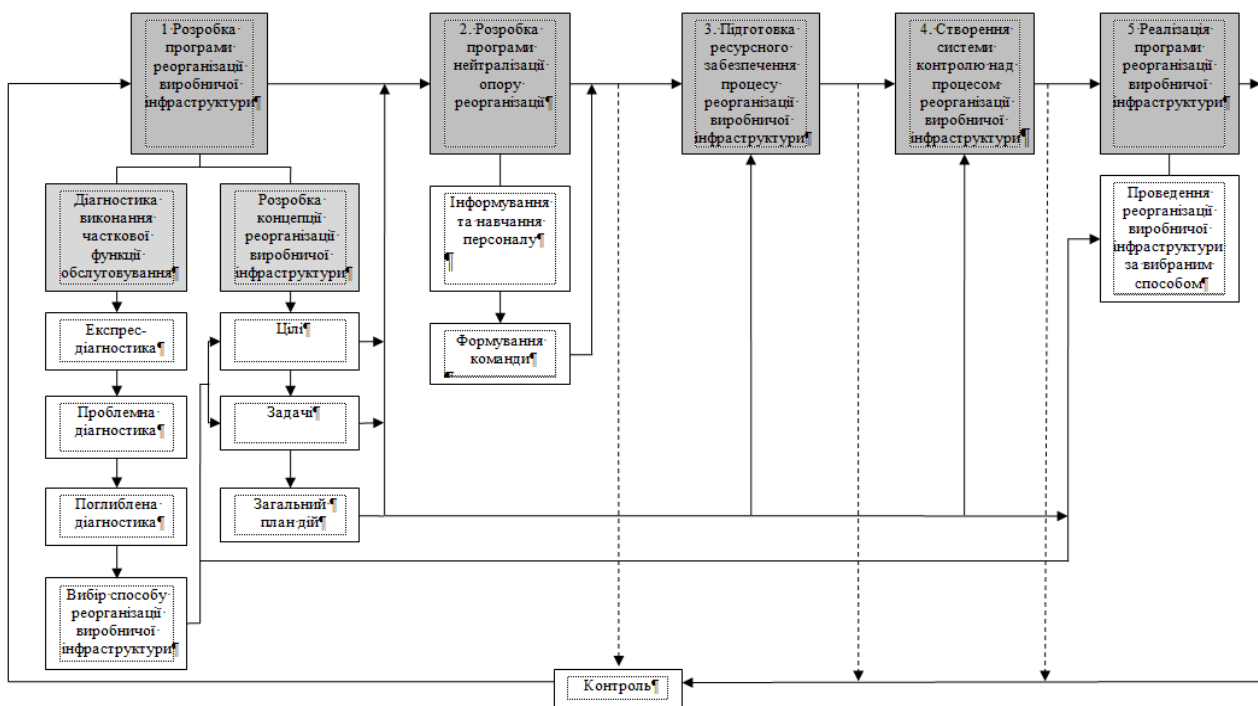 1 Розробка
програми
реорганізації
виробничої
інфраструктури¶
2. Розробка
програми
нейтралізації
опору
реорганізації¶
3. Підготовка
ресурсного
забезпечення
процесу
реорганізації
виробничої
інфраструктури¶
4. Створення
системи
контролю над
процесом
реорганізації
виробничої
інфраструктури¶
¶
5 Реалізація
програми
реорганізації
виробничої
інфраструктури¶
Діагностика
виконання
часткової
функції
обслутовування¶
Розробка
концепції
реорганізації
виробничої
інфраструктури¶
Інформування
та навчання
персоналу¶
¶
Проведення
реорганізації
виробничої
інфраструктури
за вибраним
способом¶
Експрес-
діагностика¶
Цілі¶
Формування
команди¶
¶
Проблемна
діагностика¶
Задачі¶
Поглиблена
діагностика¶
Загальний ¶
план дій¶
Вибір способу
реорганізації
виробничої
інфраструктури¶
Контроль¶